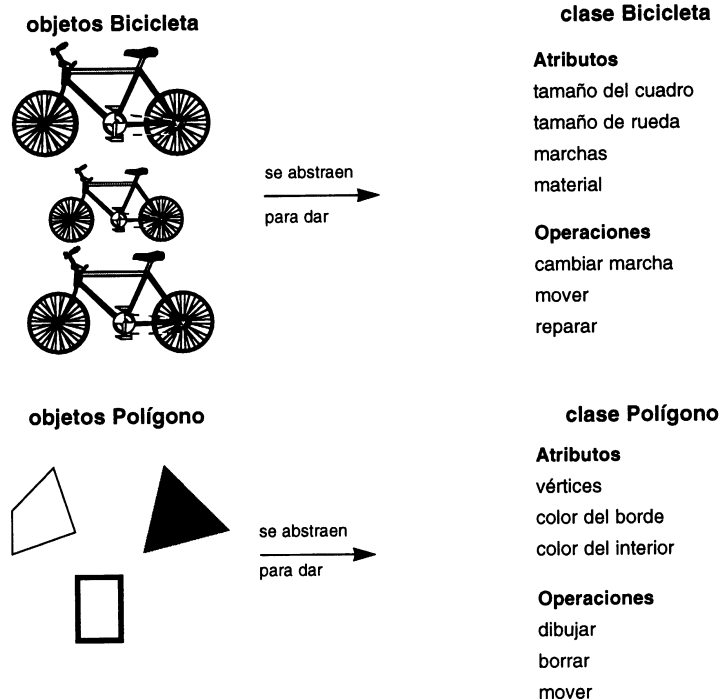 objetos Bicicleta
se abstraen
para dar
clase Bicicleta
Atributos
tamaño del cuadro
tamaño de rueda
marchas
material
Operaciones
cambiar marcha
mover
reparar
objetos Polígono
se abstraen
para dar
clase Polígono
Atributos
vértices
color del borde
color del interior
Operaciones
dibujar
borrar
mover